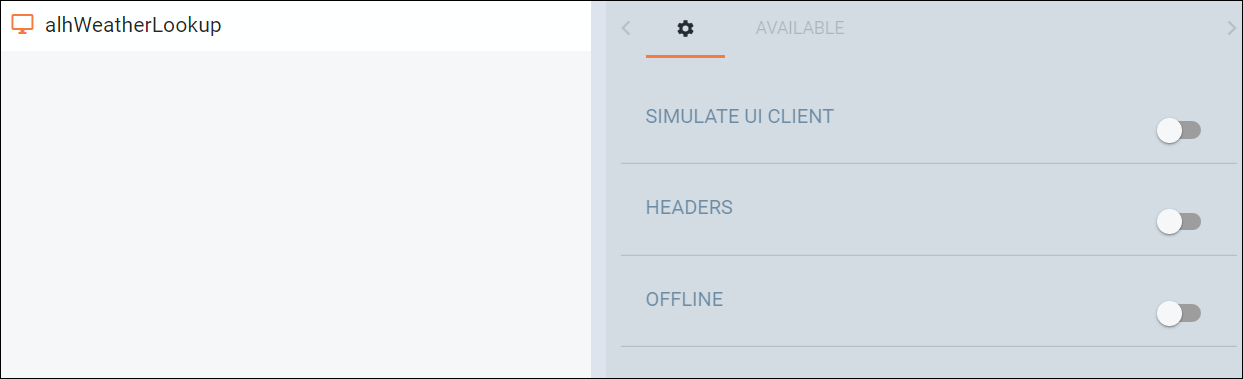 alhWeatherLookup
AVAILABLE
SIMULATE UI CLIENT
HEADERS
OFFLINE